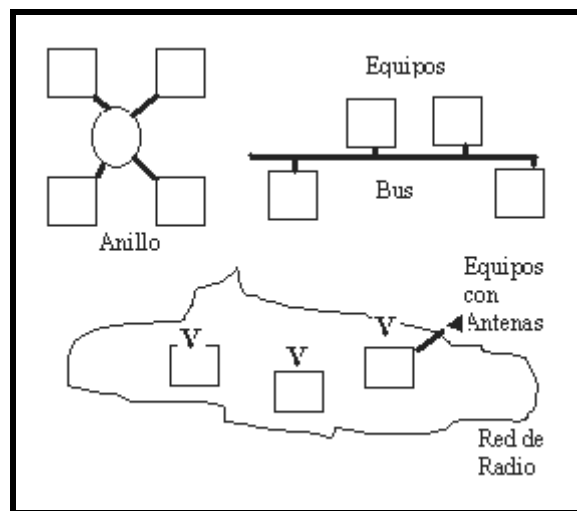 Equipos
Bus
Anillo
Equipos
con
Antenas
V
V
V
Red de
Radio